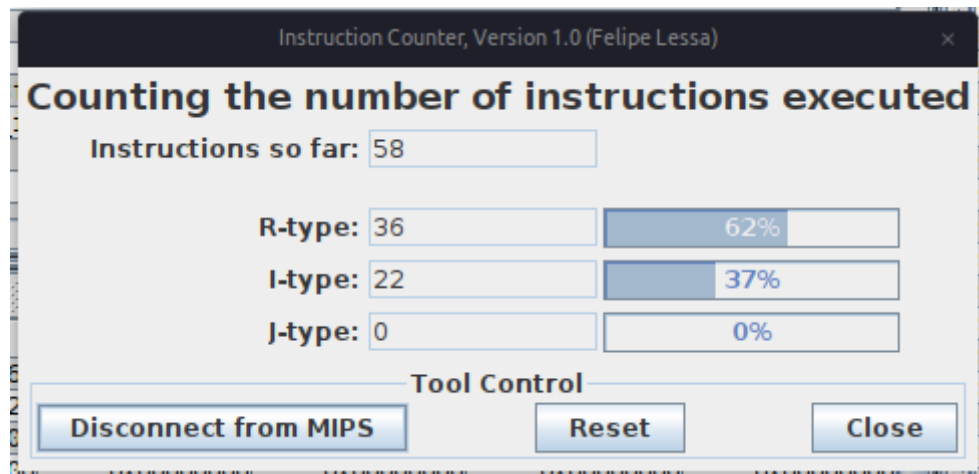 Instruction Counter, Version 1.0 (Felipe Lessa) ×
Counting the number of instructions executed
Instructions so far: 58
R-type: 36 62%
I-type: 22 37%
J-type: 0 0%
Tool Control
Disconnect from MIPS Reset Close